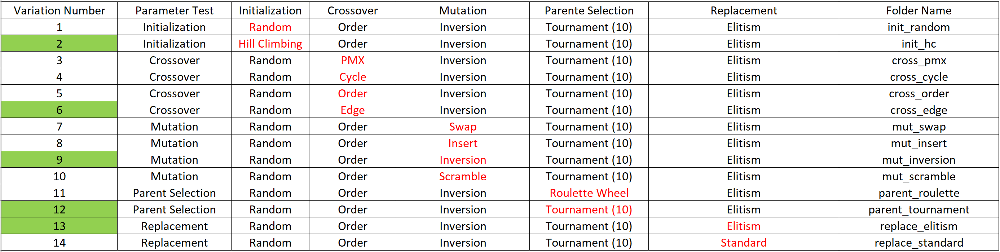 Variation Number Parameter Test Initialization Crossover Mutation Parente Selection Replacement Folder Name
1 Initialization Random Order Inversion Tournament (10) Elitism init_random
2 Initialization Hill Climbing Order Inversion Tournament (10) Elitism init_hc
3 Crossover Random PMX Inversion Tournament (10) Elitism cross_pmx
4 Crossover Random Cycle Inversion Tournament (10) Elitism cross_cycle
5 Crossover Random Order Inversion Tournament (10) Elitism cross_order
6 Crossover Random Edge Inversion Tournament (10) Elitism cross_edge
7 Mutation Random Order Swap Tournament (10) Elitism mut_swap
8 Mutation Random Order Insert Tournament (10) Elitism mut_insert
9 Mutation Random Order Inversion Tournament (10) Elitism mut_inversion
10 Mutation Random Order Scramble Tournament (10) Elitism mut_scramble
11 Parent Selection Random Order Inversion Roulette Wheel Elitism parent_roulette
12 Parent Selection Random Order Inversion Tournament (10) Elitism parent_tournament
13 Replacement Random Order Inversion Tournament (10) Elitism replace_elitism
14 Replacement Random Order Inversion Tournament (10) Standard replace_standard